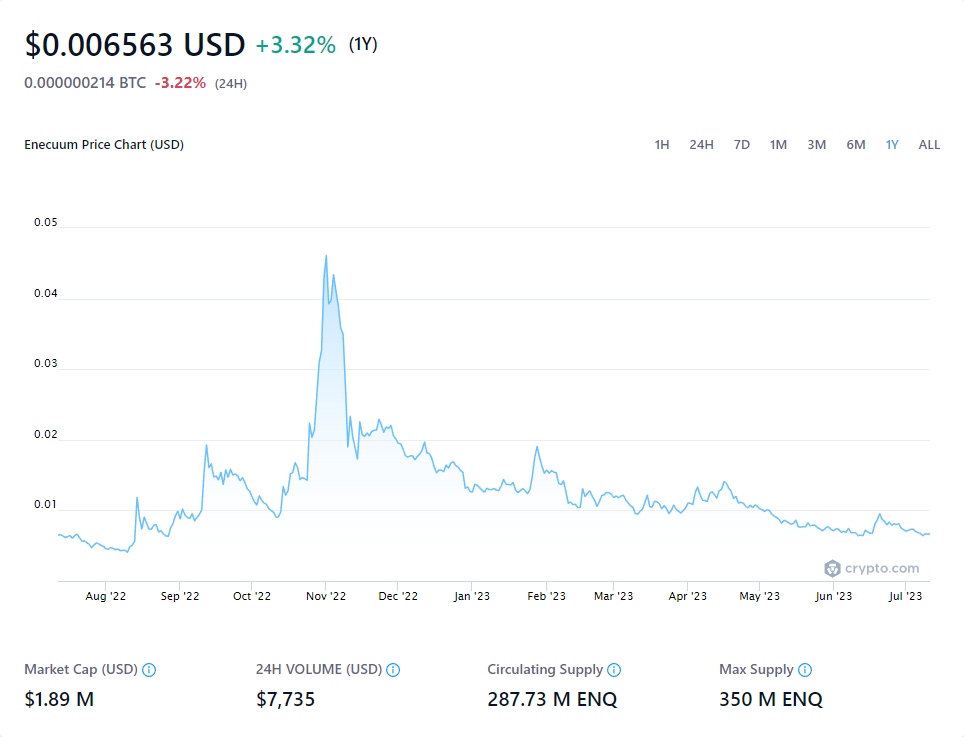 $0.006563 USD +3.32% (1Y)
0.000000214 BTC -3.22% (24H)
Enecuum Price Chart (USD) 1H 24H 7D 1M 3M 6M 1Y ALL
0.05
0.04
0.03
0.02
0.01
crypto.com
Aug '22 Sep '22 Oct '22 Nov '22 Dec '22 Jan '23 Feb '23 Mar '23 Apr '23 May '23 Jun '23 Jul '23
Market Cap (USD) 24H VOLUME (USD) Circulating Supply Max Supply
$1.89 M $7,735 287.73 M ENQ 350 M ENQ